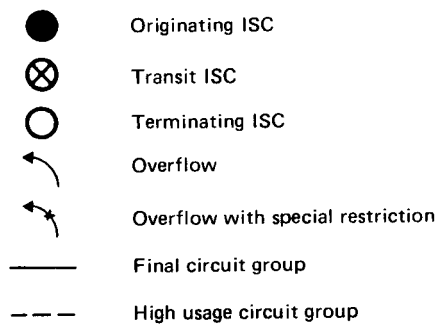 Originating ISC
Transit ISC
Terminating ISC
Overflow
Overflow with special restriction
Final circuit group
High usage circuit group